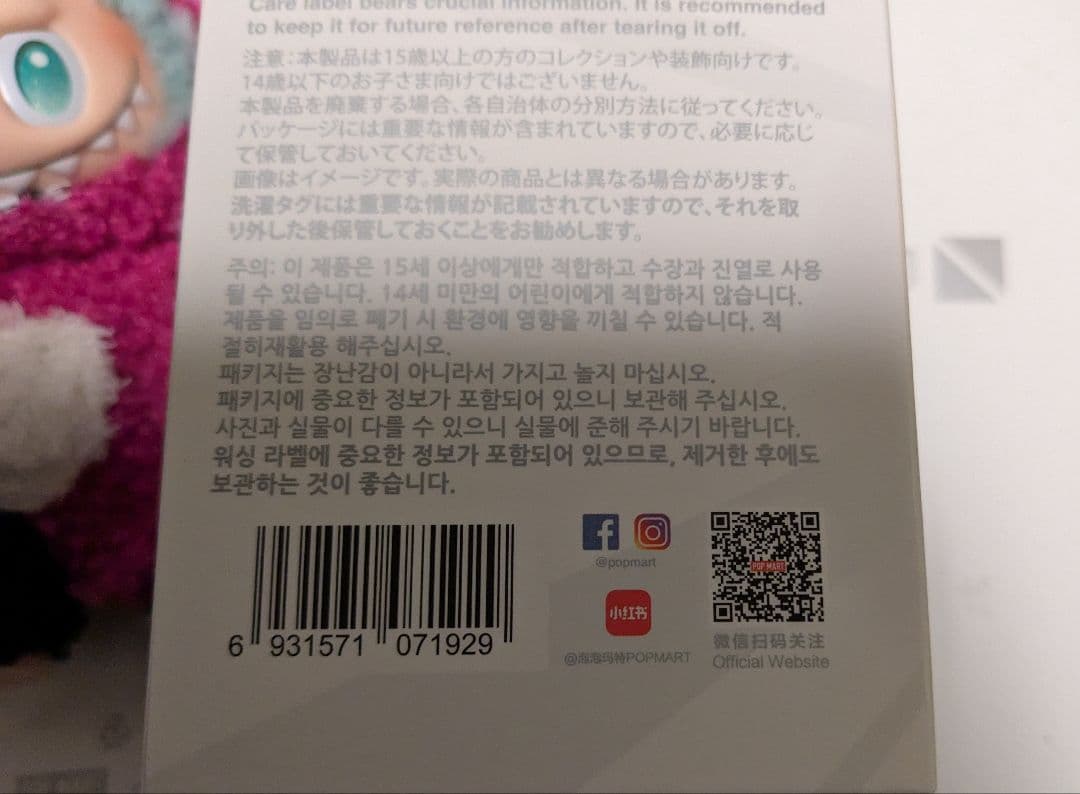 Care label bears crucial information. It is recommended
to keep it for future reference after tearing it off.
注意:本製品は15歳以上の方のコレクションや装飾向けです。
14歳以下のお子さま向けではございません。
本製品を廃棄する場合、各自治体の分別方法に従ってください。
パッケージには重要な情報が含まれていますので、必要に応じ
て保管しておいてください。
画像はイメージです。実際の商品とは異なる場合があります。
洗濯タグには重要な情報が記載されていますので、それを取
り外した後保管しておくことをお勧めします。
주의: 이 제품은 15세 이상에게만 적합하고 수장과 진열로 사용
될 수 있습니다. 14세 미만의 어린이에게 적합하지 않습니다.
제품을 임의로 폐기 시 환경에 영향을 끼칠 수 있습니다. 적
절히재활용 해주십시오.
패키지는 장난감이 아니라서 가지고 놀지 마십시오.
패키지에 중요한 정보가 포함되어 있으니 보관해 주십시오.
사진과 실물이 다를 수 있으니 실물에 준해 주시기 바랍니다.
워싱 라벨에 중요한 정보가 포함되어 있으므로, 제거한 후에도
보관하는 것이 좋습니다.
6 931571 071929
@popmart
小红书
@泡泡玛特POPMART
POP MART
微信扫码关注
Official Website